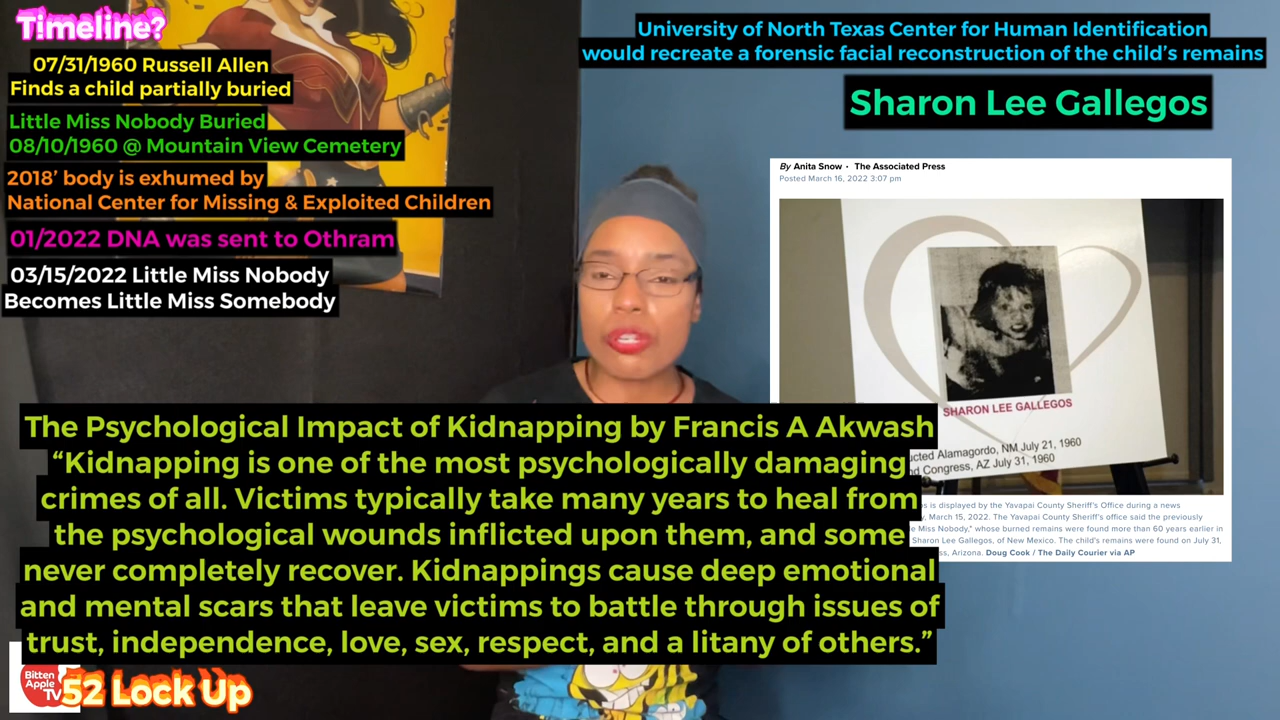 Timeline?
07/31/1960 Russell Allen
Finds a child partially buried
Little Miss Nobody Buried
08/10/1960 @ Mountain View Cemetery
2018’ body is exhumed by
National Center for Missing & Exploited Children
01/2022 DNA was sent to Othram
03/15/2022 Little Miss Nobody
Becomes Little Miss Somebody
University of North Texas Center for Human Identification
would recreate a forensic facial reconstruction of the child’s remains
Sharon Lee Gallegos
By Anita Snow · The Associated Press
Posted March 16, 2022 3:07 pm
SHARON LEE GALLEGOS
Alamagordo, NM July 21, 1960
Congress, AZ July 31, 1960
is displayed by the Yavapai County Sheriff's Office during a news
, March 15, 2022. The Yavapai County Sheriff's office said the previously
Miss Nobody," whose burned remains were found more than 60 years earlier in
Sharon Lee Gallegos, of New Mexico. The child's remains were found on July 31,
Arizona. Doug Cook / The Daily Courier via AP
The Psychological Impact of Kidnapping by Francis A Akwash
“Kidnapping is one of the most psychologically damaging
crimes of all. Victims typically take many years to heal from
the psychological wounds inflicted upon them, and some
never completely recover. Kidnappings cause deep emotional
and mental scars that leave victims to battle through issues of
trust, independence, love, sex, respect, and a litany of others.”
Bitten
Apple
TV
52 Lock Up